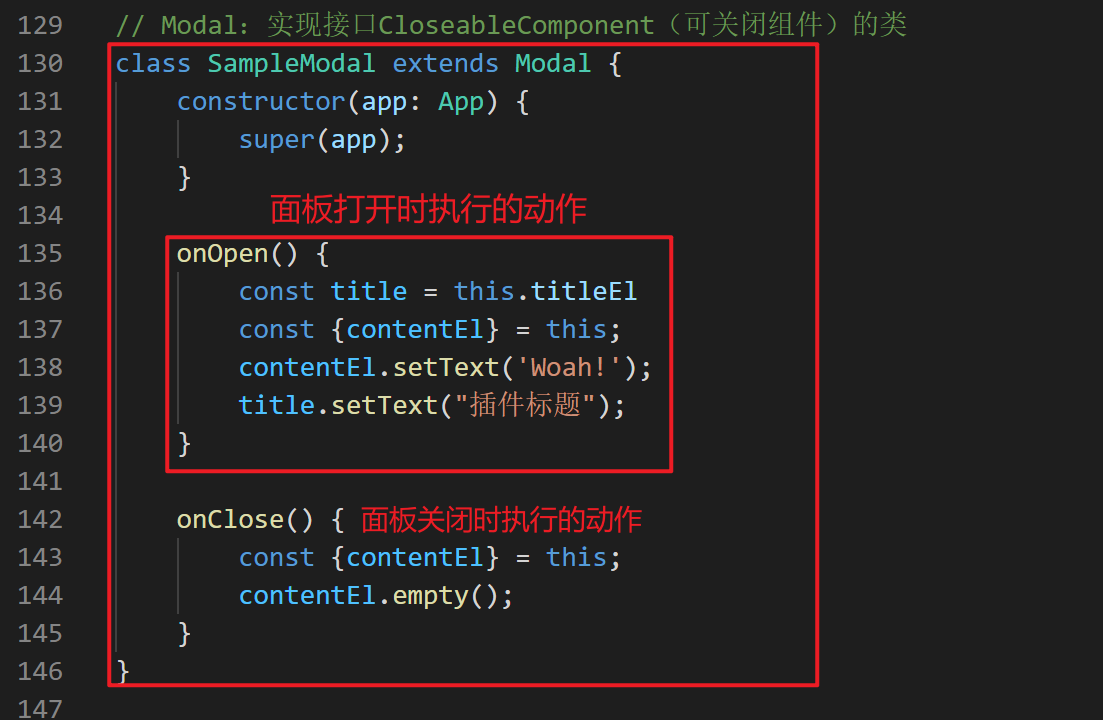 129 // Modal：实现接口CloseableComponent（可关闭组件）的类
130 class SampleModal extends Modal {
131 constructor(app: App) {
132 super(app);
133 }
134 面板打开时执行的动作
135 onOpen() {
136 const title = this.titleEl
137 const {contentEl} = this;
138 contentEl.setText('Woah!');
139 title.setText("插件标题");
140 }
141
142 onClose() { 面板关闭时执行的动作
143 const {contentEl} = this;
144 contentEl.empty();
145 }
146 }
147